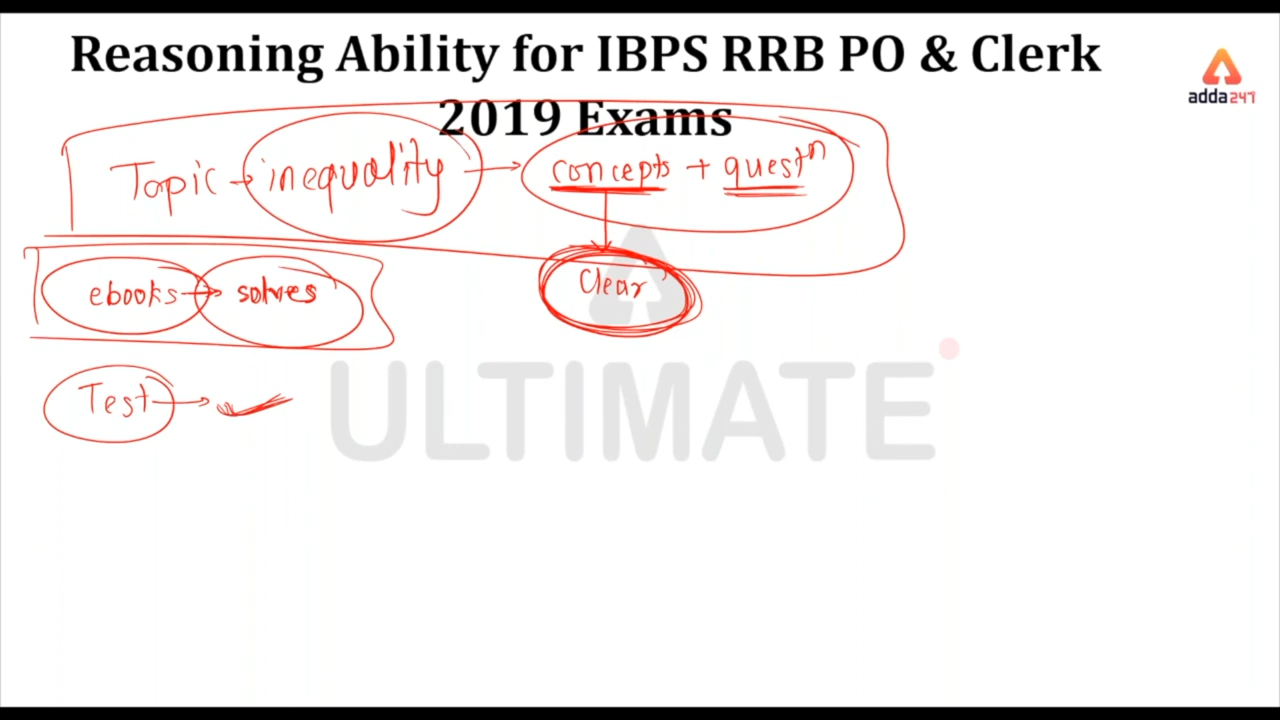 Reasoning Ability for IBPS RRB PO & Clerk
2019 Exams
adda247
Topic → inequality → concepts + questⁿ
clear
ebooks → solves
Test → ✓
ULTIMATE